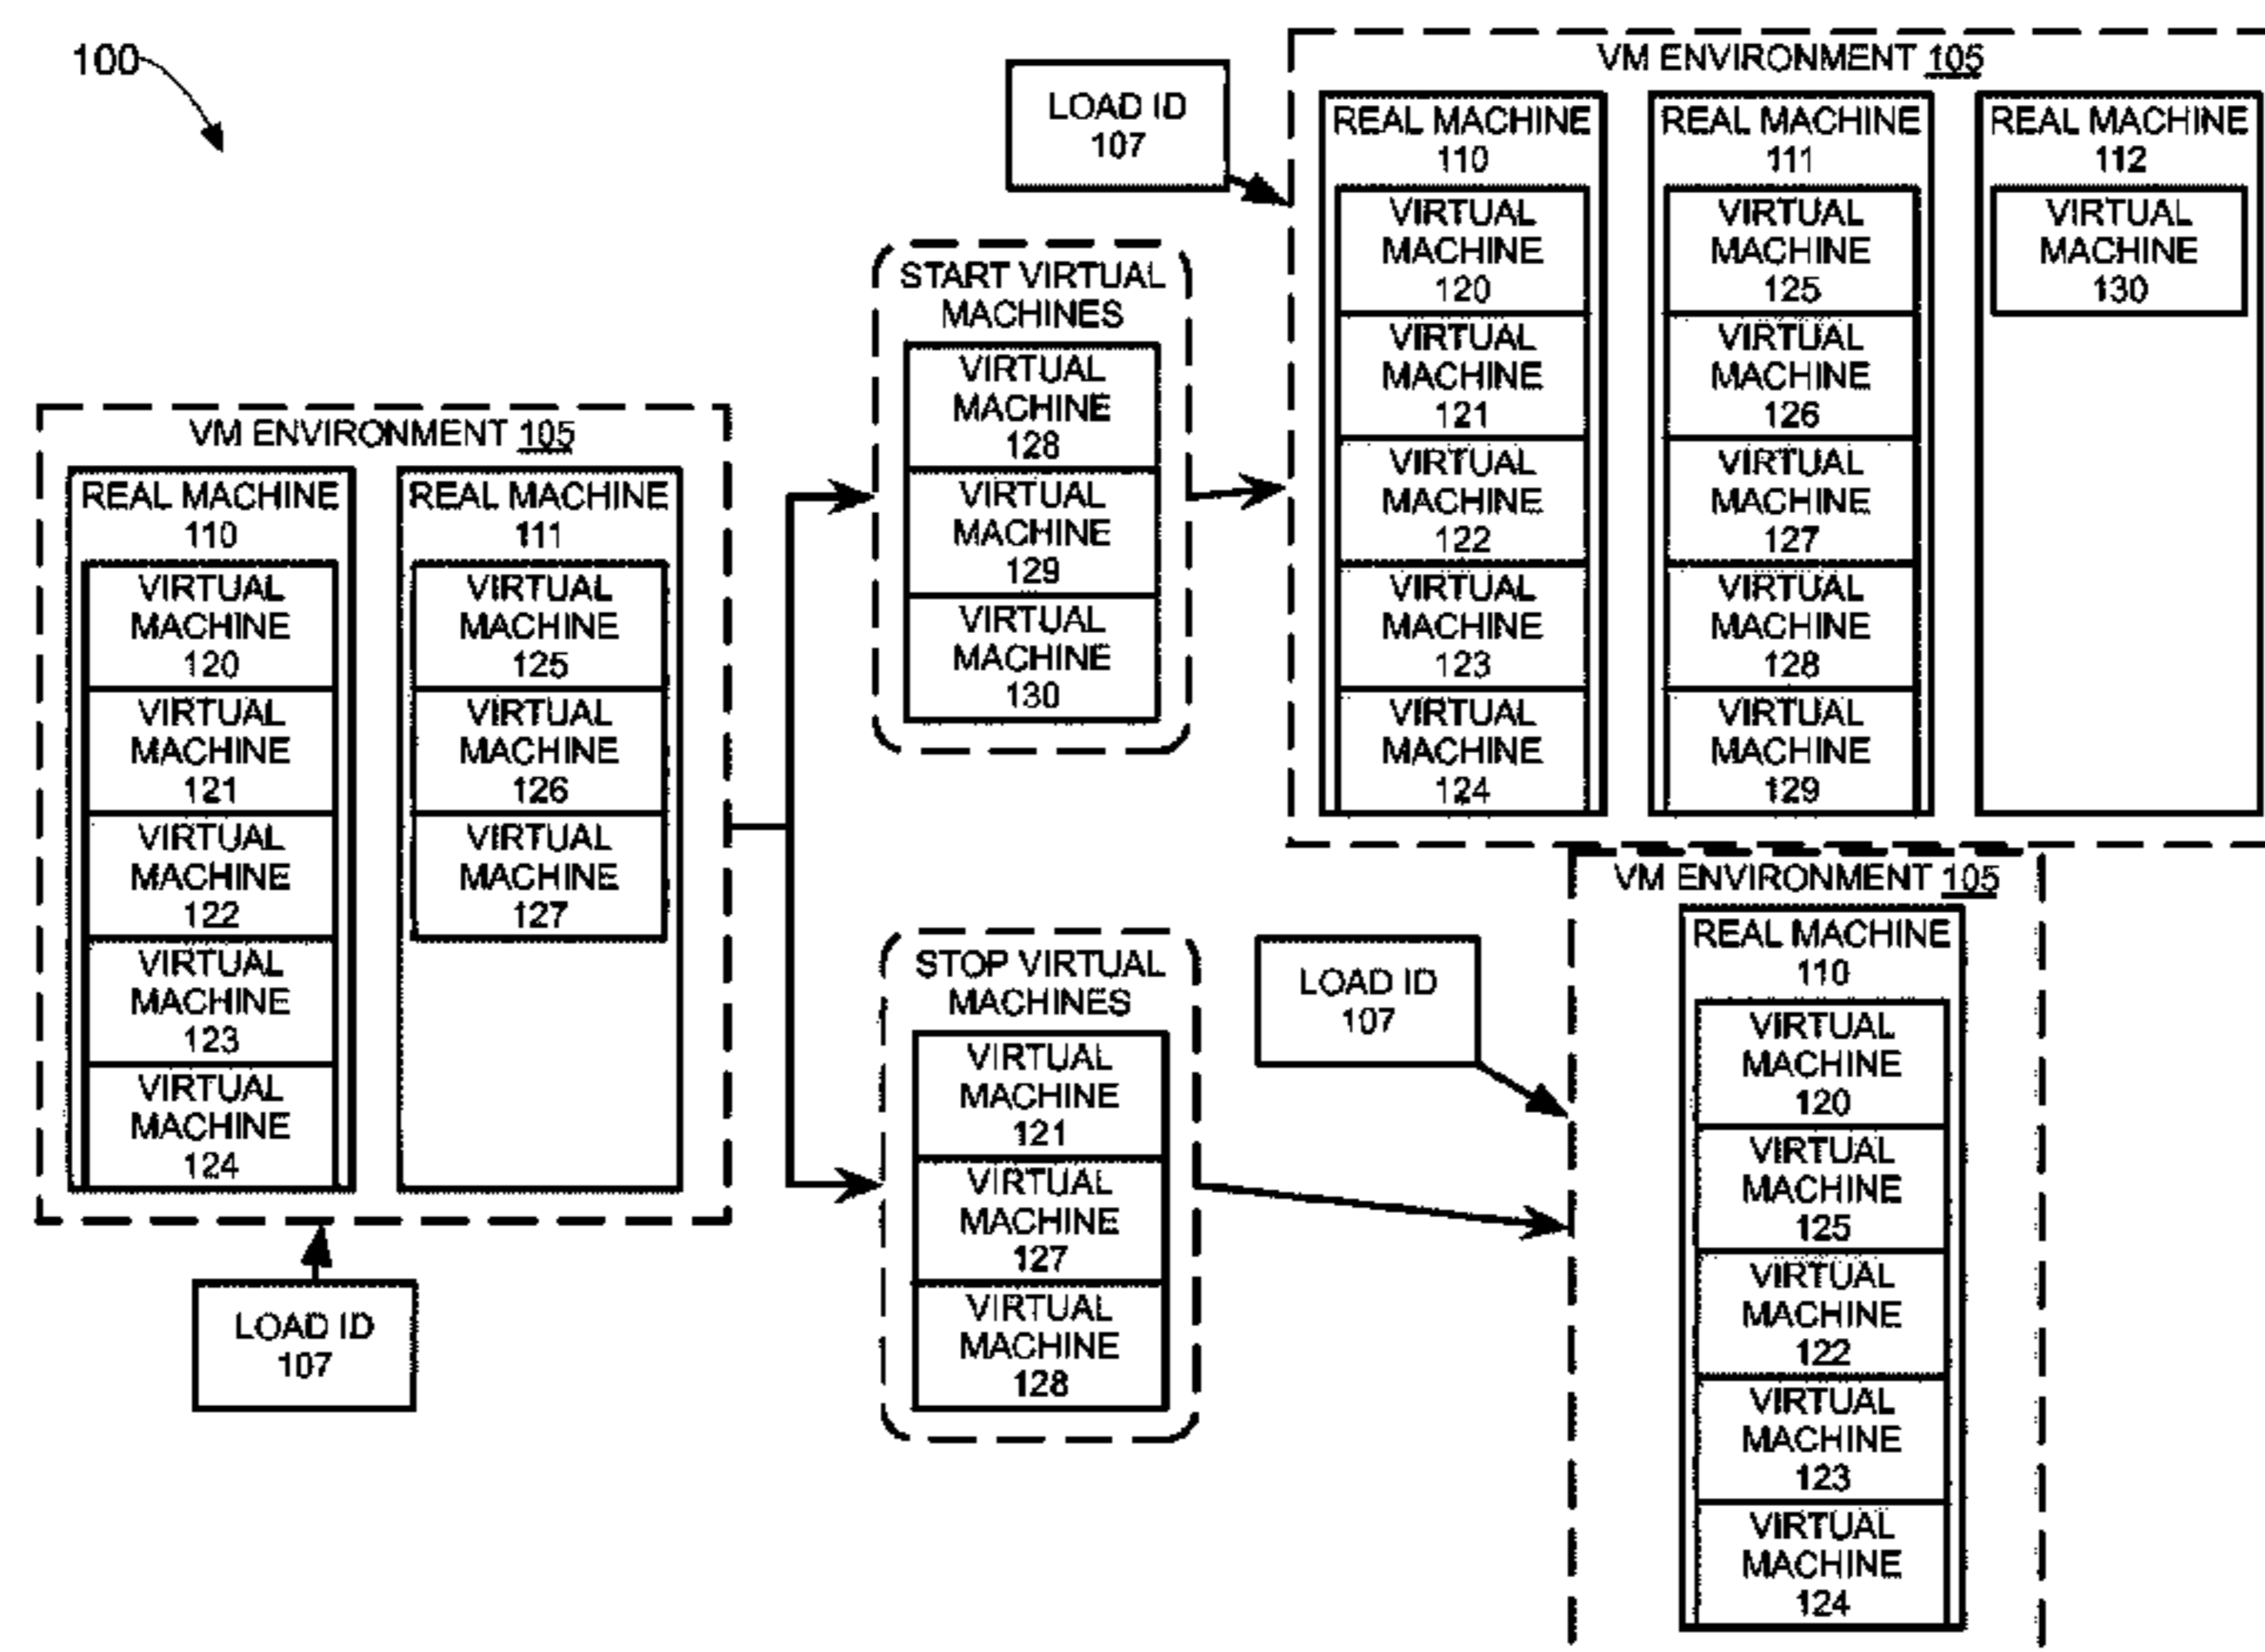 100
VM ENVIRONMENT 105
REAL MACHINE
110
VIRTUAL
MACHINE
120
VIRTUAL
MACHINE
121
VIRTUAL
MACHINE
122
VIRTUAL
MACHINE
123
VIRTUAL
MACHINE
124
REAL MACHINE
111
VIRTUAL
MACHINE
125
VIRTUAL
MACHINE
126
VIRTUAL
MACHINE
127
LOAD ID
107
START VIRTUAL
MACHINES
VIRTUAL
MACHINE
128
VIRTUAL
MACHINE
129
VIRTUAL
MACHINE
130
LOAD ID
107
VM ENVIRONMENT 105
REAL MACHINE
110
VIRTUAL
MACHINE
120
VIRTUAL
MACHINE
121
VIRTUAL
MACHINE
122
VIRTUAL
MACHINE
123
VIRTUAL
MACHINE
124
REAL MACHINE
111
VIRTUAL
MACHINE
125
VIRTUAL
MACHINE
126
VIRTUAL
MACHINE
127
VIRTUAL
MACHINE
128
VIRTUAL
MACHINE
129
REAL MACHINE
112
VIRTUAL
MACHINE
130
STOP VIRTUAL
MACHINES
VIRTUAL
MACHINE
121
VIRTUAL
MACHINE
127
VIRTUAL
MACHINE
128
LOAD ID
107
VM ENVIRONMENT 105
REAL MACHINE
110
VIRTUAL
MACHINE
120
VIRTUAL
MACHINE
125
VIRTUAL
MACHINE
122
VIRTUAL
MACHINE
123
VIRTUAL
MACHINE
124